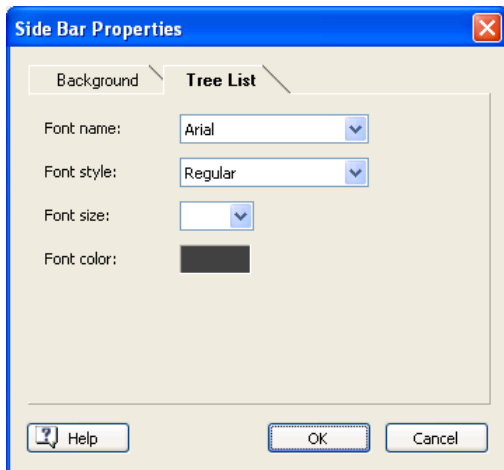 Side Bar Properties
Background Tree List
Font name: Arial
Font style: Regular
Font size:
Font color:
Help OK Cancel